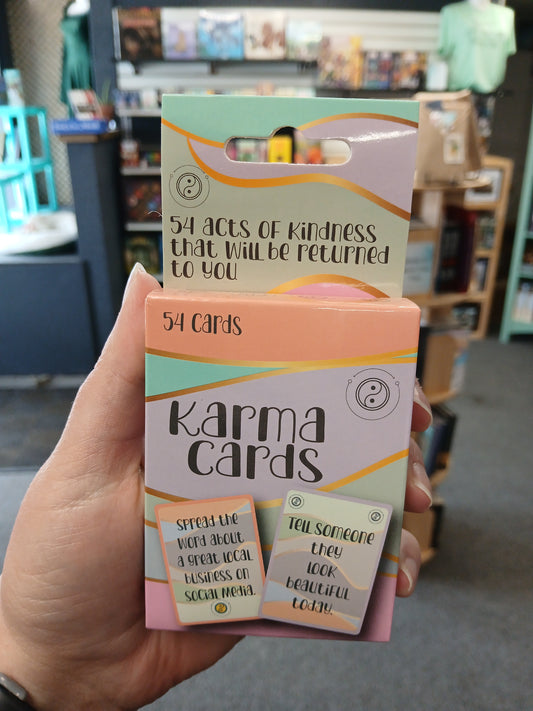 54 acts of kindness
that will be returned
to you
54 cards
Karma
Cards
Spread the
word about
a great local
business on
social media.
Tell someone
they
look
beautiful
today.